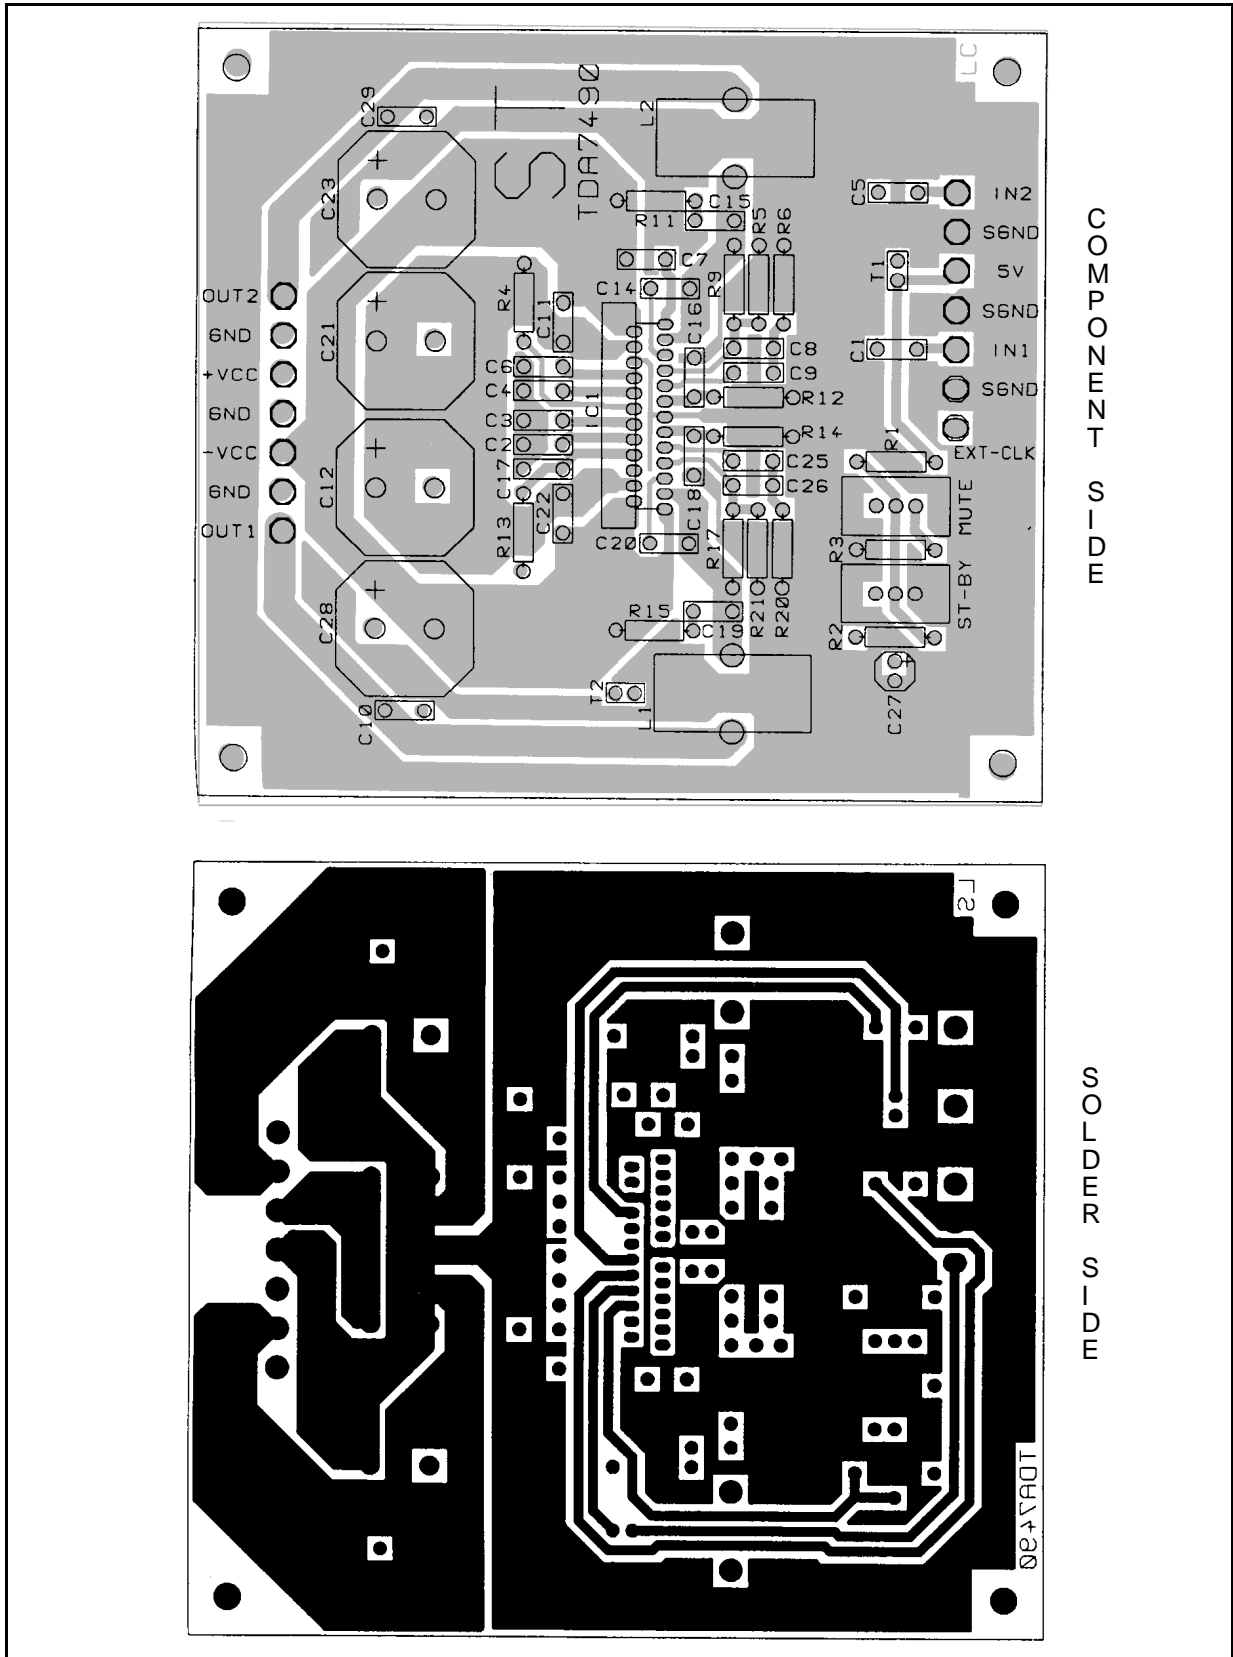 LC
C29
ST
TDA7490
L2
C23
C15
R11
R5
R6
C5
IN2
SGND
C7
R9
T1
5V
C14
OUT2
R4
C11
C16
SGND
GND
C21
C8
C1
IN1
C6
C9
+VCC
C4
IC1
R12
SGND
GND
C3
R14
R1
EXT-CLK
-VCC
C2
C25
C12
C17
C26
MUTE
GND
C22
C18
OUT1
R13
C20
R17
R3
ST-BY
C28
R15
C19
R21
R20
R2
T2
L1
C27
C10
COMPONENT SIDE
LS
TDA7490
SOLDER SIDE